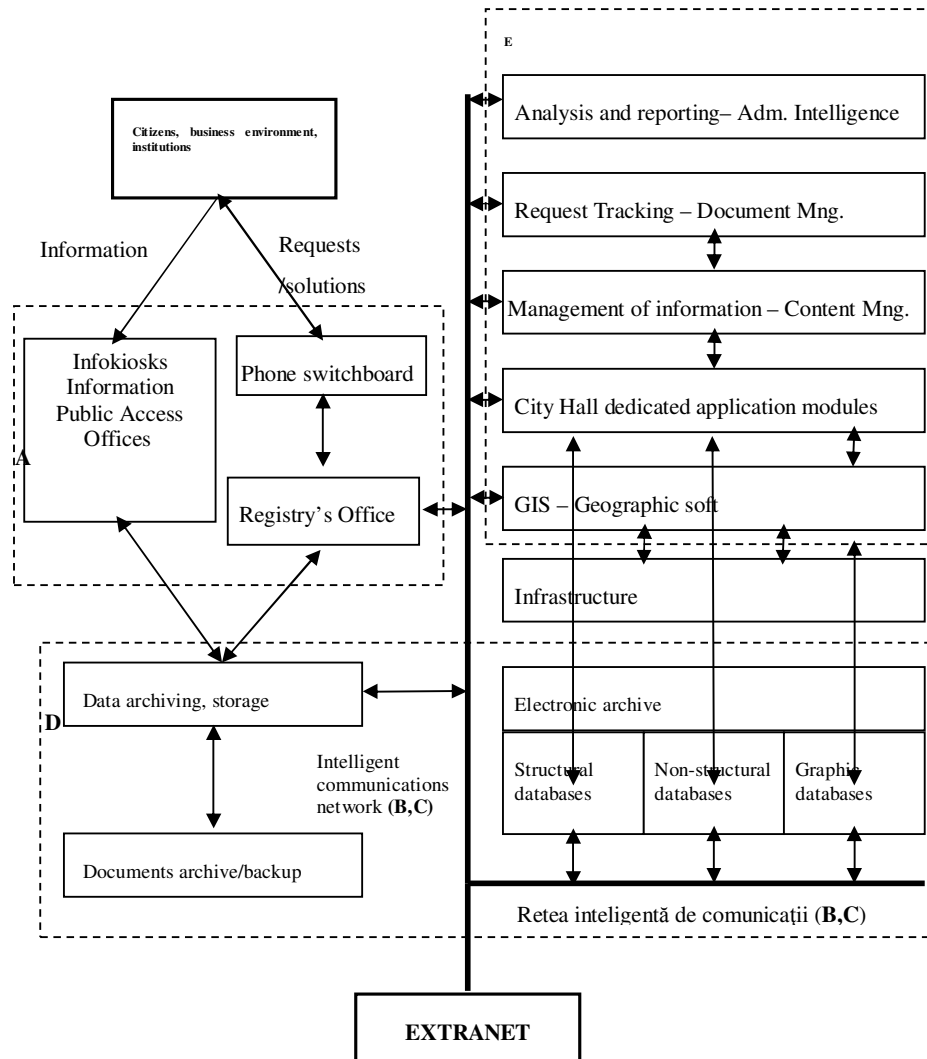 E
Analysis and reporting– Adm. Intelligence
Citizens, business environment,
institutions
Request Tracking – Document Mng.
Information
Requests
/solutions
Management of information – Content Mng.
Infokiosks
Information
Public Access
Offices
Phone switchboard
City Hall dedicated application modules
A
Registry's Office
GIS – Geographic soft
Infrastructure
Data archiving, storage
D
Electronic archive
Intelligent
communications
network (B,C)
Structural
databases
Non-structural
databases
Graphic
databases
Documents archive/backup
Retea inteligentă de comunicații (B,C)
EXTRANET